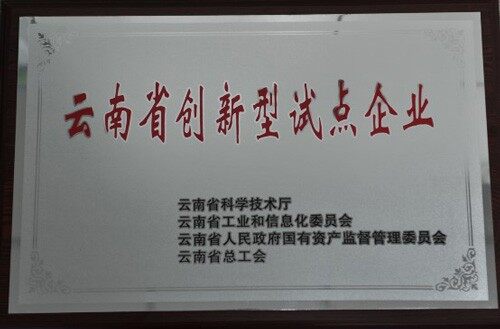 云南省创新型试点企业
云南省科学技术厅
云南省工业和信息化委员会
云南省人民政府国有资产监督管理委员会
云南省总工会